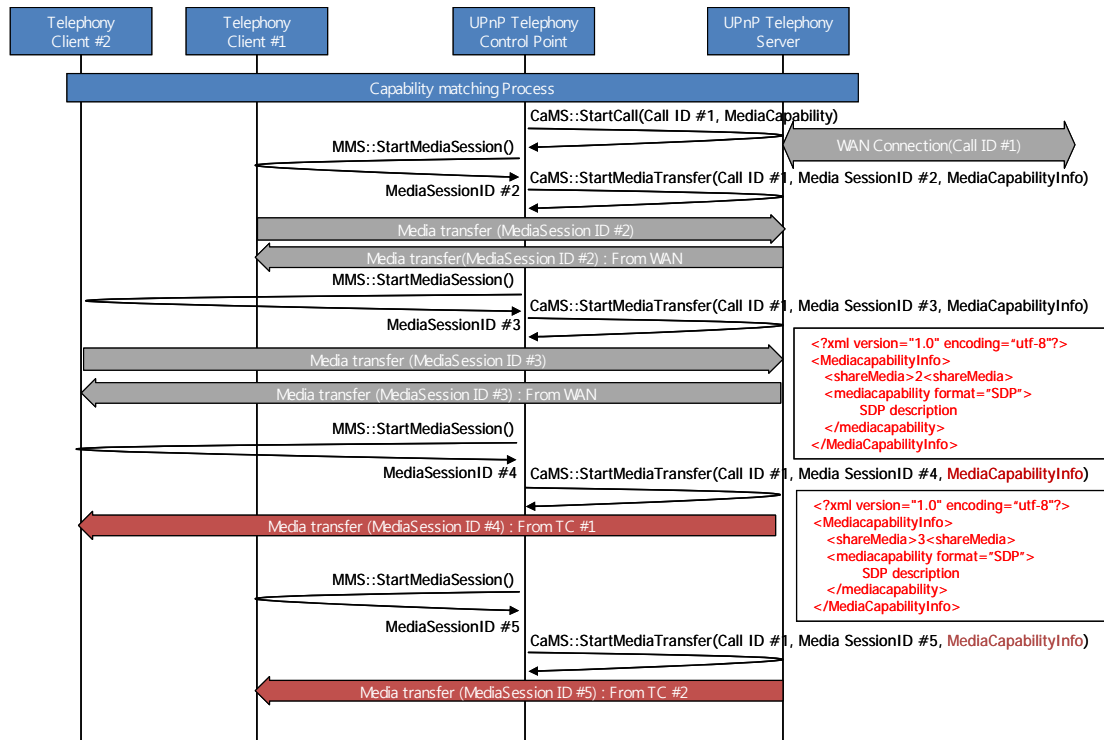 Telephony
Client #2
Telephony
Client #1
UPnP Telephony
Control Point
UPnP Telephony
Server
Capability matching Process
CaMS::StartCall(Call ID #1, MediaCapability)
WAN Connection(Call ID #1)
MMS::StartMediaSession()
MediaSessionID #2
CaMS::StartMediaTransfer(Call ID #1, Media SessionID #2, MediaCapabilityInfo)
Media transfer (MediaSession ID #2)
Media transfer(MediaSession ID #2) : From WAN
MMS::StartMediaSession()
CaMS::StartMediaTransfer(Call ID #1, Media SessionID #3, MediaCapabilityInfo)
MediaSessionID #3
Media transfer (MediaSession ID #3)
Media transfer (MediaSession ID #3) : From WAN
<?xml version="1.0" encoding="utf-8"?>
<MediacapabilityInfo>
<shareMedia>2<shareMedia>
<mediacapability format="SDP">
SDP description
</mediacapability>
</MediaCapabilityInfo>
MMS::StartMediaSession()
MediaSessionID #4
CaMS::StartMediaTransfer(Call ID #1, Media SessionID #4, MediaCapabilityInfo)
Media transfer (MediaSession ID #4) : From TC #1
<?xml version="1.0" encoding="utf-8"?>
<MediacapabilityInfo>
<shareMedia>3<shareMedia>
<mediacapability format="SDP">
SDP description
</mediacapability>
</MediaCapabilityInfo>
MMS::StartMediaSession()
MediaSessionID #5
CaMS::StartMediaTransfer(Call ID #1, Media SessionID #5, MediaCapabilityInfo)
Media transfer (MediaSession ID #5) : From TC #2